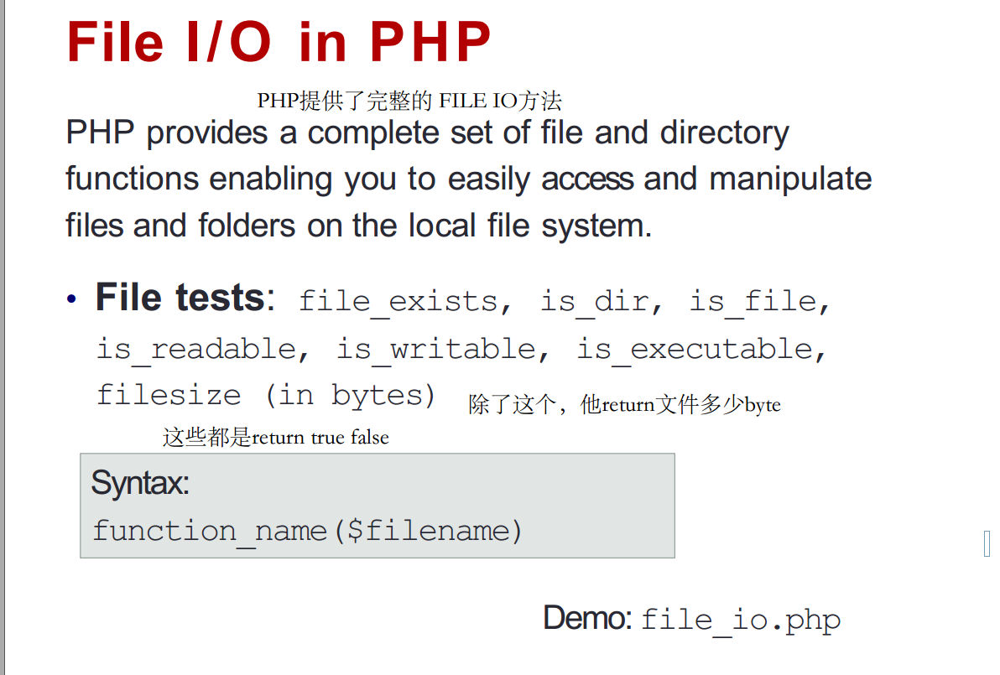 File I/O in PHP
PHP提供了完整的 FILE IO方法
PHP provides a complete set of file and directory
functions enabling you to easily access and manipulate
files and folders on the local file system.
• File tests: file_exists, is_dir, is_file,
is_readable, is_writable, is_executable,
filesize (in bytes) 除了这个，他return文件多少byte
这些都是return true false
Syntax:
function_name($filename)
Demo: file_io.php